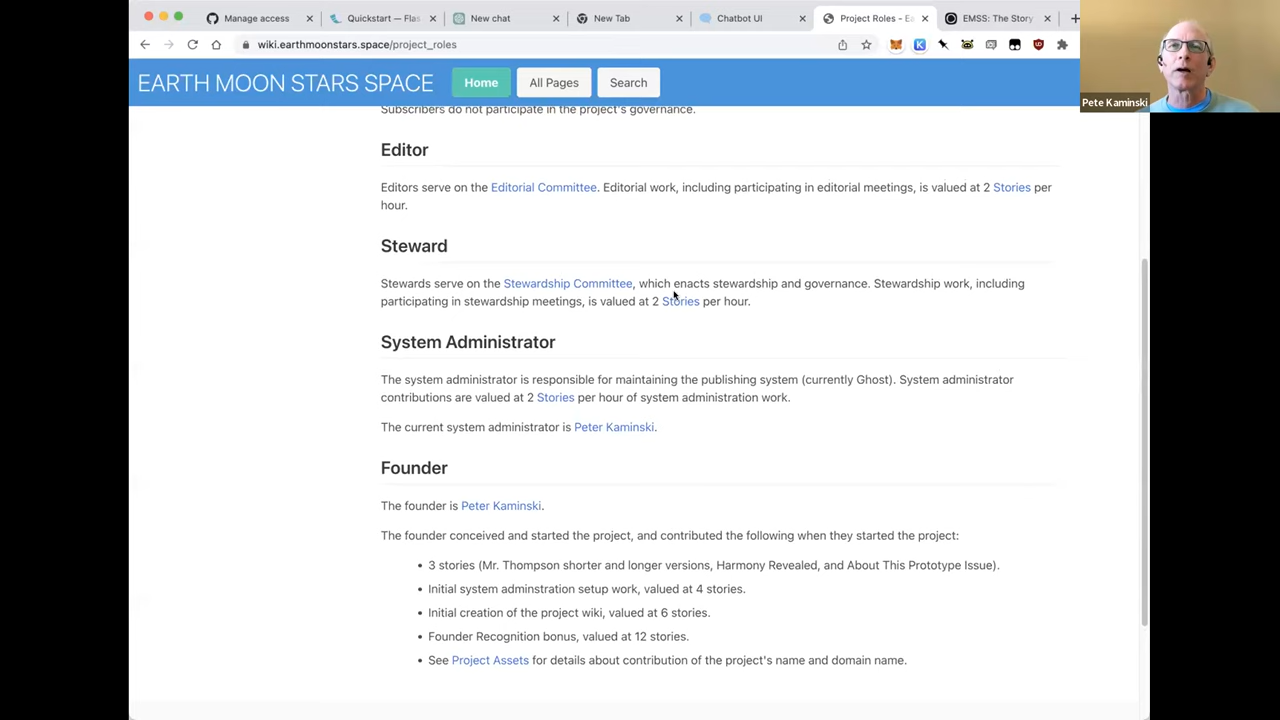 Manage access
Quickstart — Flas
New chat
New Tab
Chatbot UI
Project Roles - Ea
EMSS: The Story
wiki.earthmoonstars.space/project_roles
EARTH MOON STARS SPACE
Home
All Pages
Search
Pete Kaminski
Subscribers do not participate in the project's governance.
Editor
Editors serve on the Editorial Committee. Editorial work, including participating in editorial meetings, is valued at 2 Stories per
hour.
Steward
Stewards serve on the Stewardship Committee, which enacts stewardship and governance. Stewardship work, including
participating in stewardship meetings, is valued at 2 Stories per hour.
System Administrator
The system administrator is responsible for maintaining the publishing system (currently Ghost). System administrator
contributions are valued at 2 Stories per hour of system administration work.
The current system administrator is Peter Kaminski.
Founder
The founder is Peter Kaminski.
The founder conceived and started the project, and contributed the following when they started the project:
• 3 stories (Mr. Thompson shorter and longer versions, Harmony Revealed, and About This Prototype Issue).
• Initial system adminstration setup work, valued at 4 stories.
• Initial creation of the project wiki, valued at 6 stories.
• Founder Recognition bonus, valued at 12 stories.
• See Project Assets for details about contribution of the project's name and domain name.